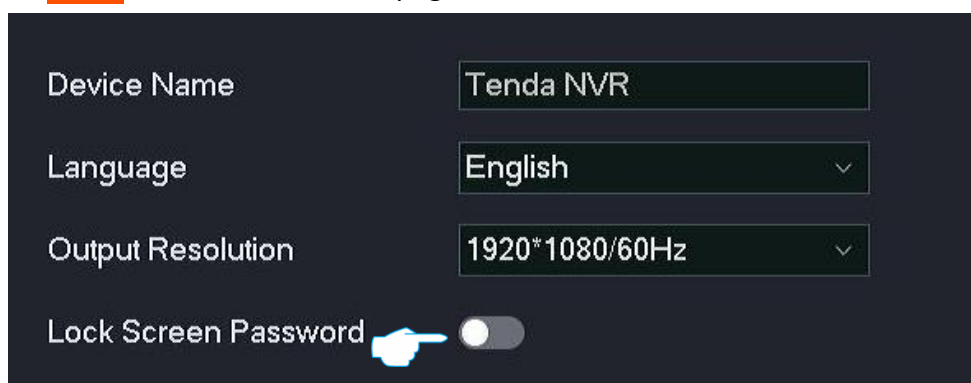 Device Name
Tenda NVR
Language
English
Output Resolution
1920*1080/60Hz
Lock Screen Password